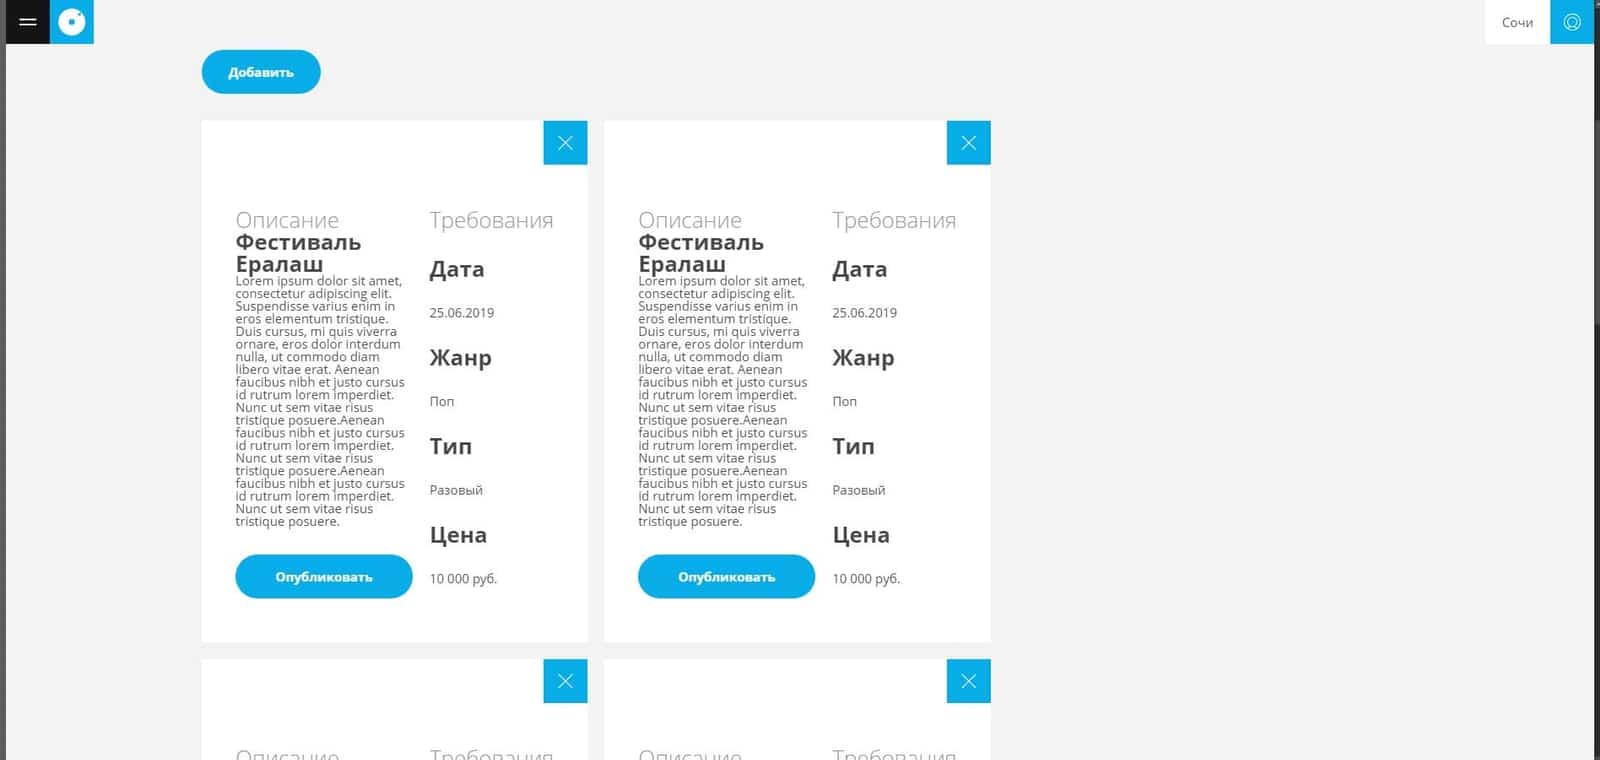 Сочи
Добавить
Описание
Фестиваль
Ералаш
Lorem ipsum dolor sit amet,
consectetur adipiscing elit.
Suspendisse varius enim in
eros elementum tristique.
Duis cursus, mi quis viverra
ornare, eros dolor interdum
nulla, ut commodo diam
libero vitae erat. Aenean
faucibus nibh et justo cursus
id rutrum lorem imperdiet.
Nunc ut sem vitae risus
tristique posuere.Aenean
faucibus nibh et justo cursus
id rutrum lorem imperdiet.
Nunc ut sem vitae risus
tristique posuere.Aenean
faucibus nibh et justo cursus
id rutrum lorem imperdiet.
Nunc ut sem vitae risus
tristique posuere.
Опубликовать
Требования
Дата
25.06.2019
Жанр
Поп
Тип
Разовый
Цена
10 000 руб.
Описание
Фестиваль
Ералаш
Lorem ipsum dolor sit amet,
consectetur adipiscing elit.
Suspendisse varius enim in
eros elementum tristique.
Duis cursus, mi quis viverra
ornare, eros dolor interdum
nulla, ut commodo diam
libero vitae erat. Aenean
faucibus nibh et justo cursus
id rutrum lorem imperdiet.
Nunc ut sem vitae risus
tristique posuere.Aenean
faucibus nibh et justo cursus
id rutrum lorem imperdiet.
Nunc ut sem vitae risus
tristique posuere.Aenean
faucibus nibh et justo cursus
id rutrum lorem imperdiet.
Nunc ut sem vitae risus
tristique posuere.
Опубликовать
Требования
Дата
25.06.2019
Жанр
Поп
Тип
Разовый
Цена
10 000 руб.
Описание
Требования
Описание
Требования